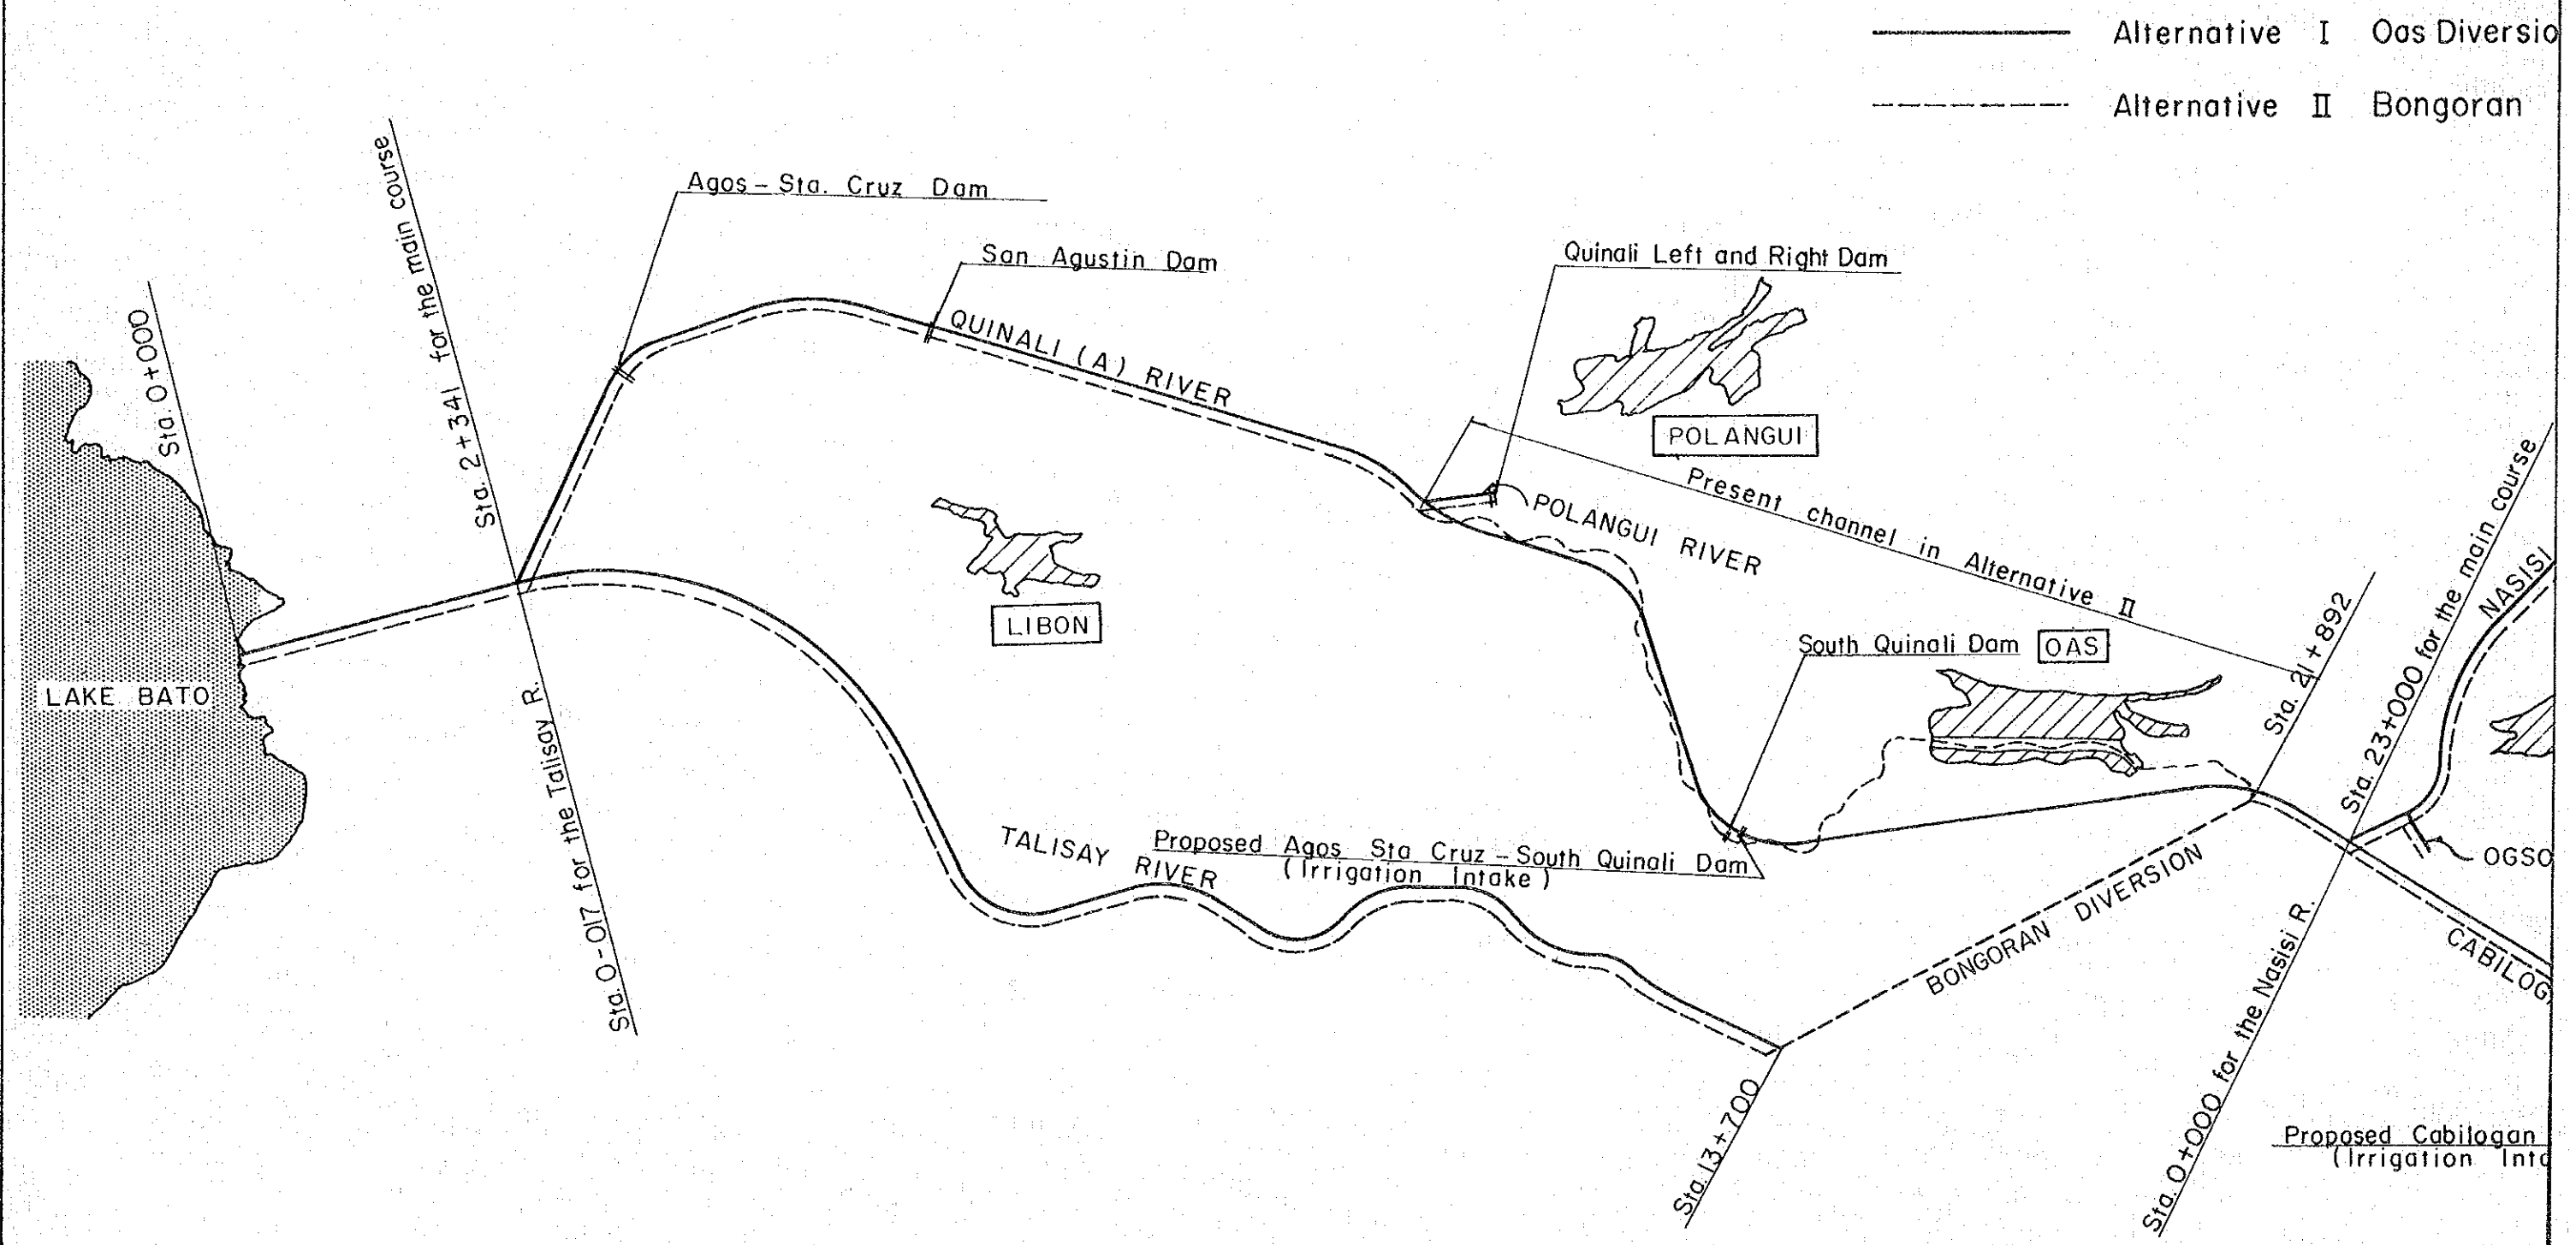 Alternative I Oas Diversio
Alternative II Bongoran
Agos-Sta. Cruz Dam
San Agustin Dam
Quinali Left and Right Dam
Sta. 0+000
Sta. 2+341 for the main course
QUINALI (A) RIVER
POLANGUI
Present channel in Alternative II
POLANGUI RIVER
LIBON
South Quinali Dam
OAS
Sta. 21+892
Sta. 23+000 for the main course
NASISI
LAKE BATO
Sta. 0-017 for the Talisay R.
TALISAY RIVER
Proposed Agos Sta Cruz-South Quinali Dam
(Irrigation Intake)
BONGORAN DIVERSION
OGSO
CABILOG
Sta. 13+700
Sta. 0+000 for the Nasisi R.
Proposed Cabilogan
(Irrigation Inta